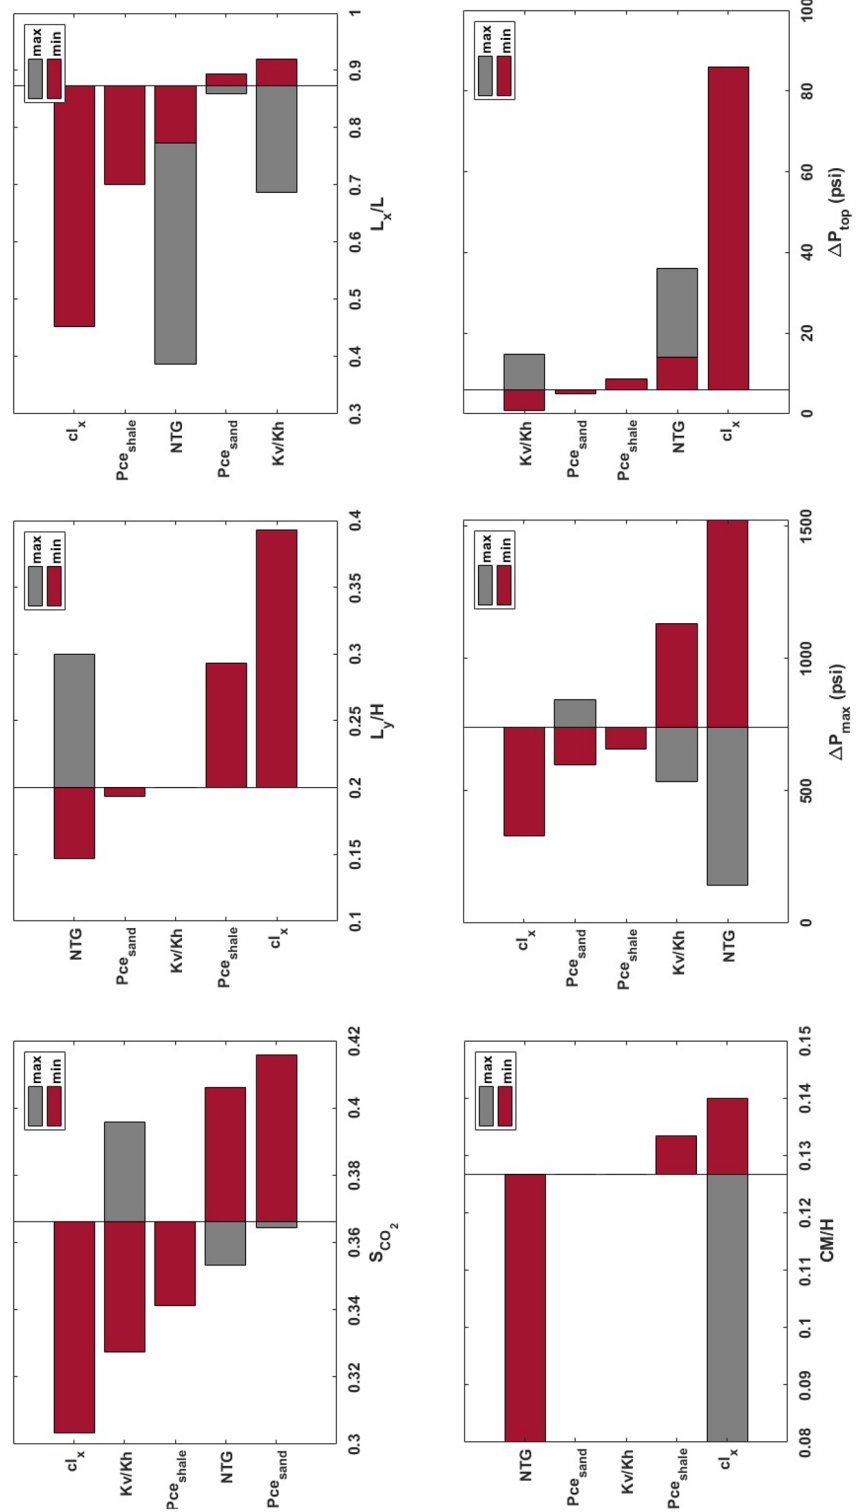 max
min
cl_x
Kv/Kh
Pce_shale
NTG
Pce_sand
0.3 0.32 0.34 0.36 0.38 0.4 0.42
S_CO_2
max
min
NTG
Pce_sand
Kv/Kh
Pce_shale
cl_x
0.1 0.15 0.2 0.25 0.3 0.35 0.4
L_y/H
max
min
cl_x
Pce_shale
NTG
Pce_sand
Kv/Kh
0.3 0.4 0.5 0.6 0.7 0.8 0.9 1
L_x/L
max
min
NTG
Pce_sand
Kv/Kh
Pce_shale
cl_x
0.08 0.09 0.1 0.11 0.12 0.13 0.14 0.15
CM/H
max
min
cl_x
Pce_sand
Pce_shale
Kv/Kh
NTG
0 500 1000 1500
ΔP_max (psi)
max
min
Kv/Kh
Pce_sand
Pce_shale
NTG
cl_x
0 20 40 60 80 100
ΔP_top (psi)